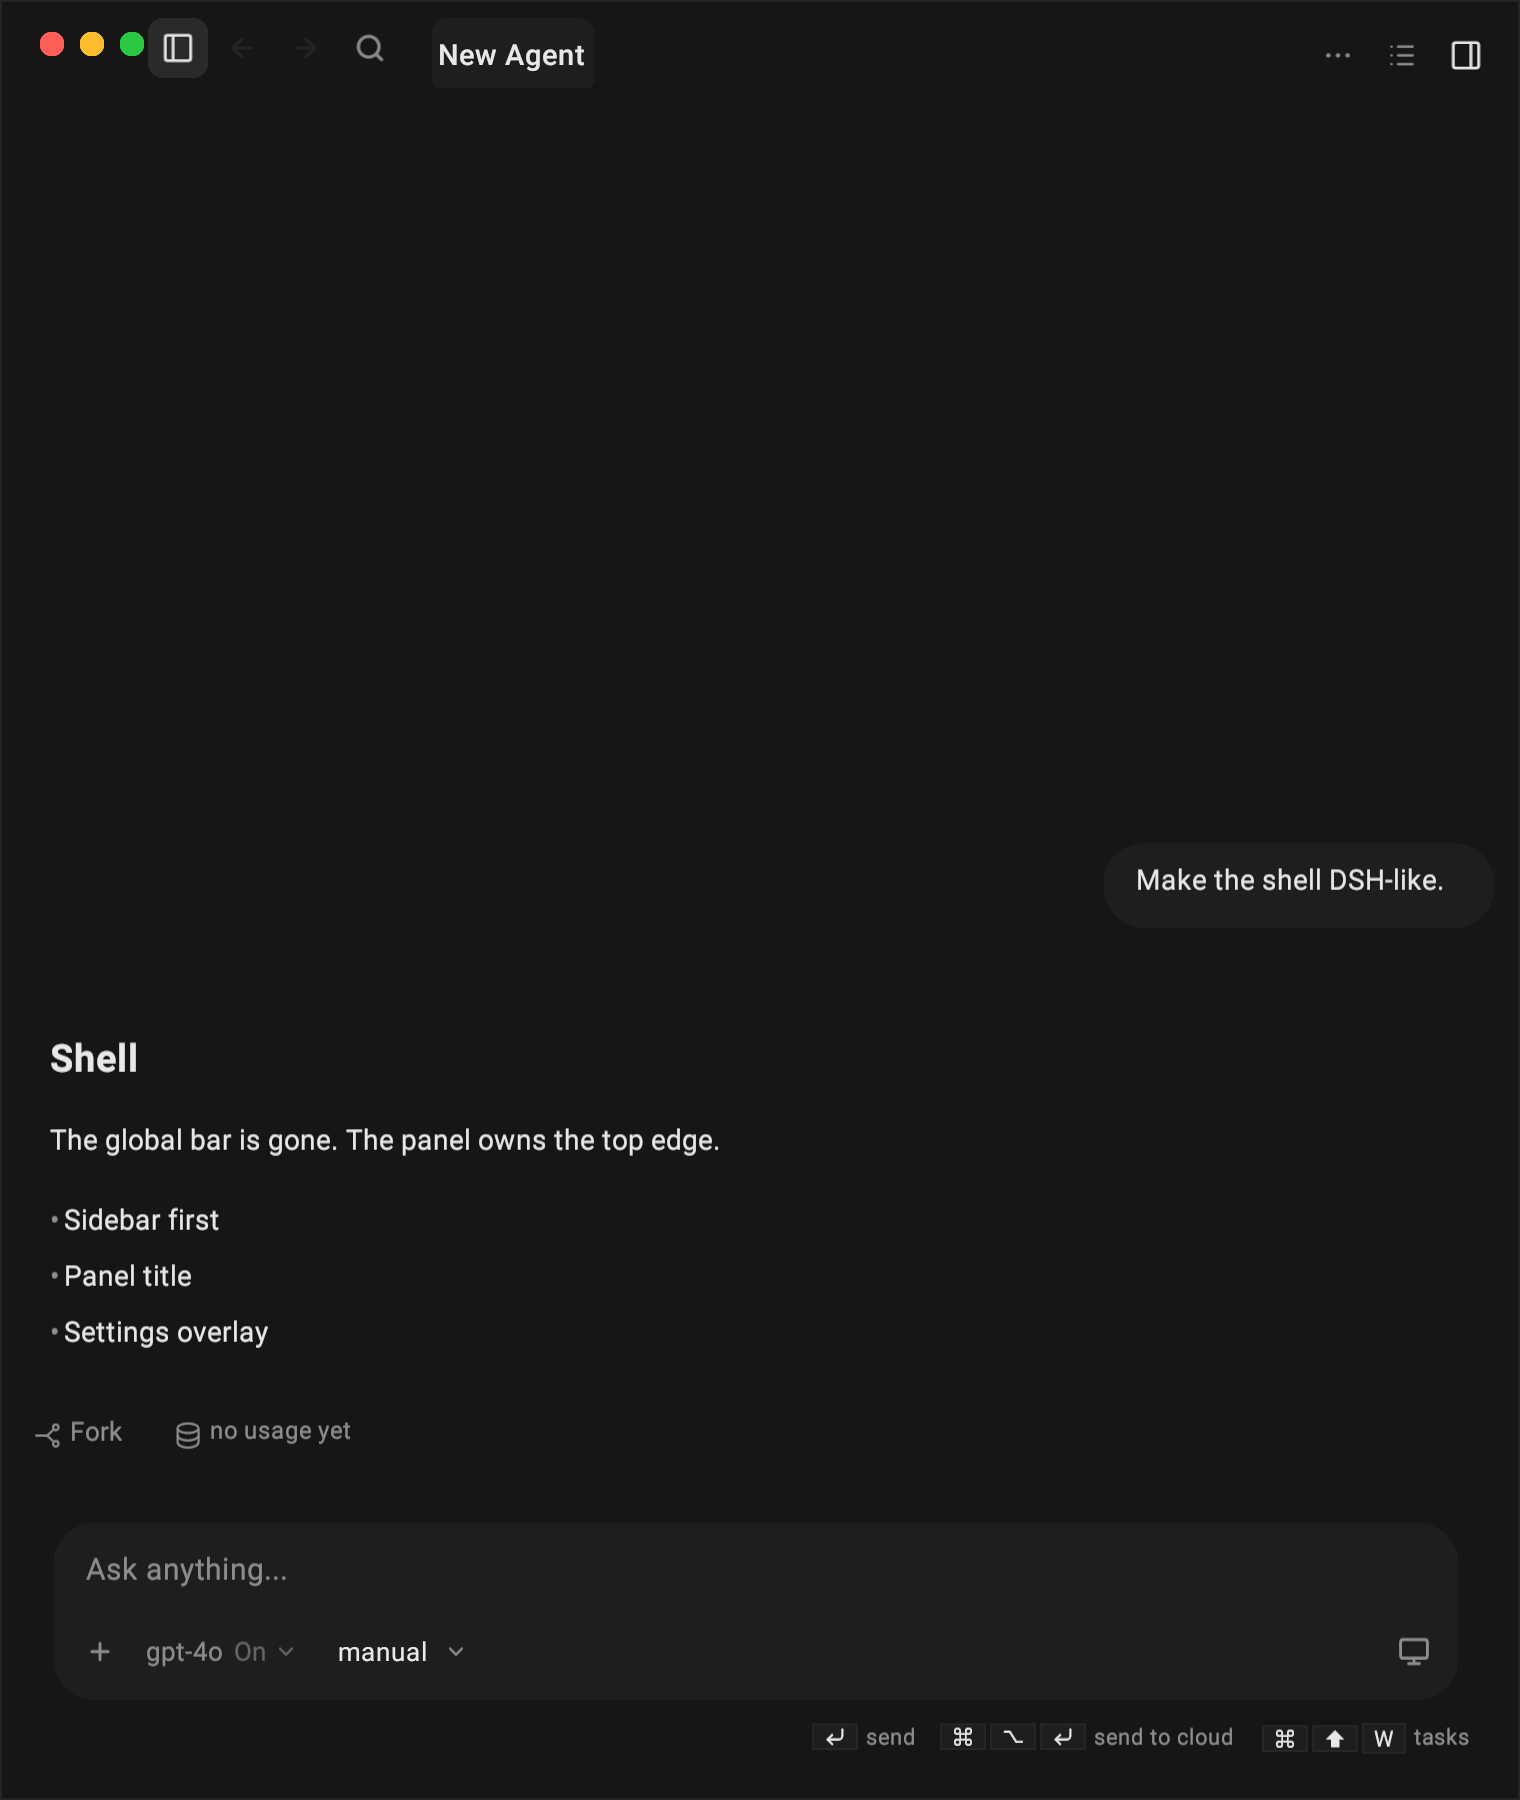 New Agent
Make the shell DSH-like.
Shell
The global bar is gone. The panel owns the top edge.
• Sidebar first
• Panel title
• Settings overlay
Fork no usage yet
Ask anything...
+ gpt-4o On manual
⏎ send ⌘ ⌥ ⏎ send to cloud ⌘ ⬆ W tasks